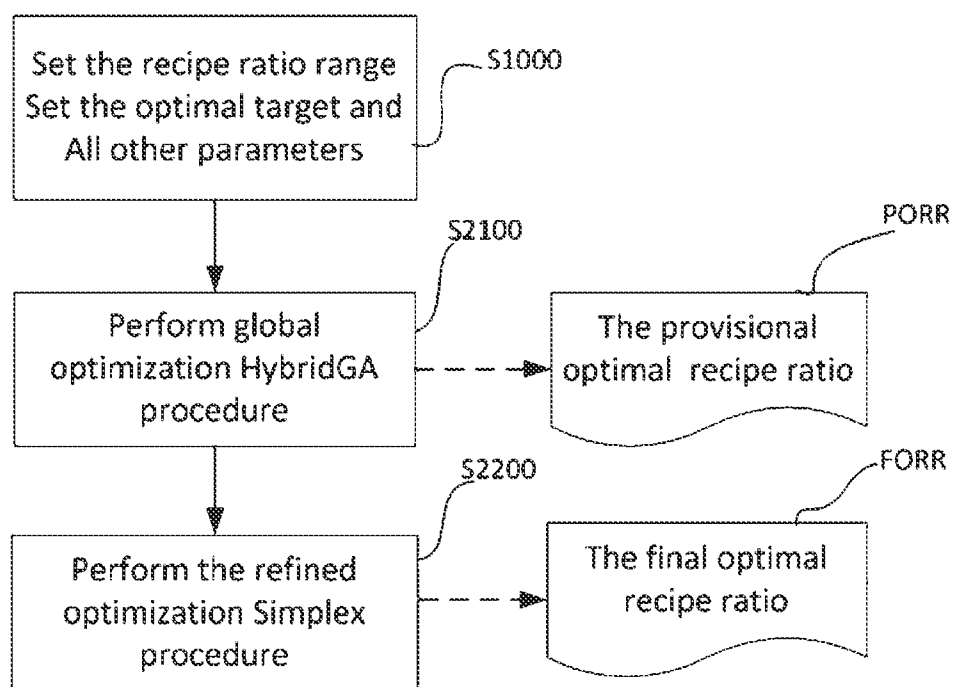 Set the recipe ratio range
Set the optimal target and
All other parameters
S1000
S2100
PORR
Perform global
optimization HybridGA
procedure
The provisional
optimal recipe ratio
S2200
FORR
Perform the refined
optimization Simplex
procedure
The final optimal
recipe ratio